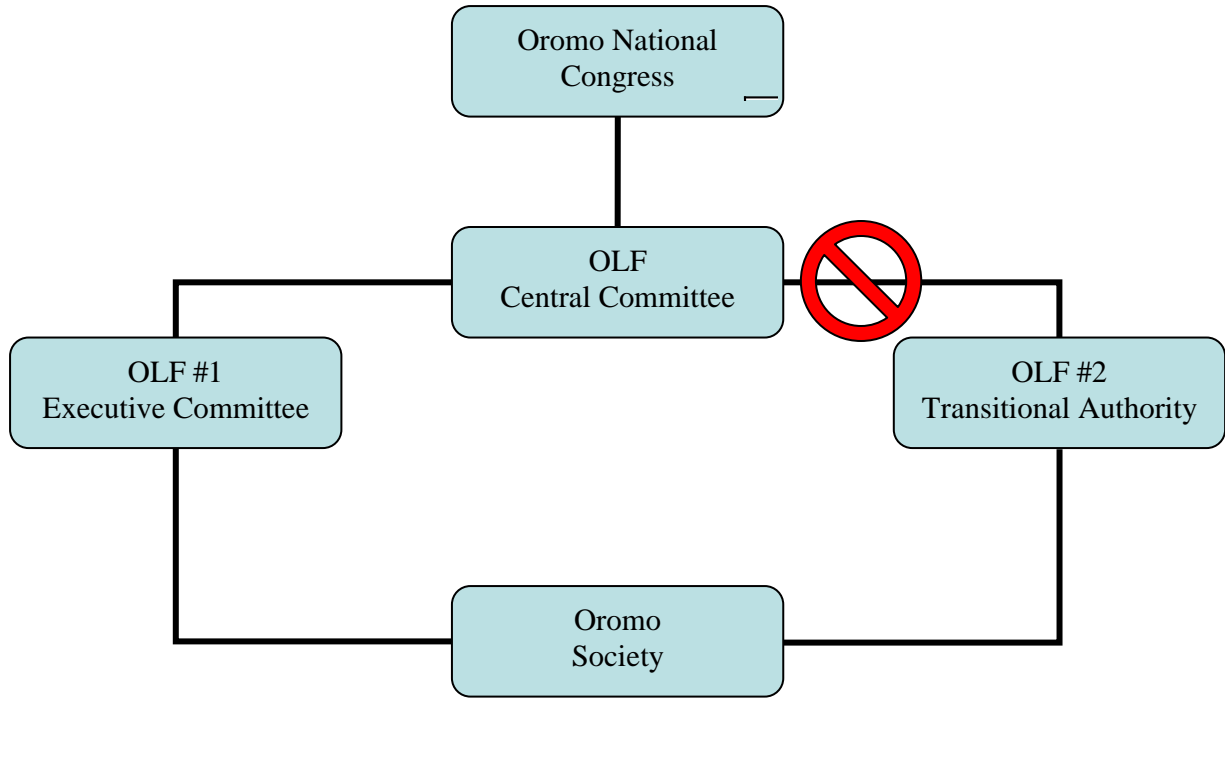 Oromo National
Congress
OLF
Central Committee
OLF #1
Executive Committee
OLF #2
Transitional Authority
Oromo
Society